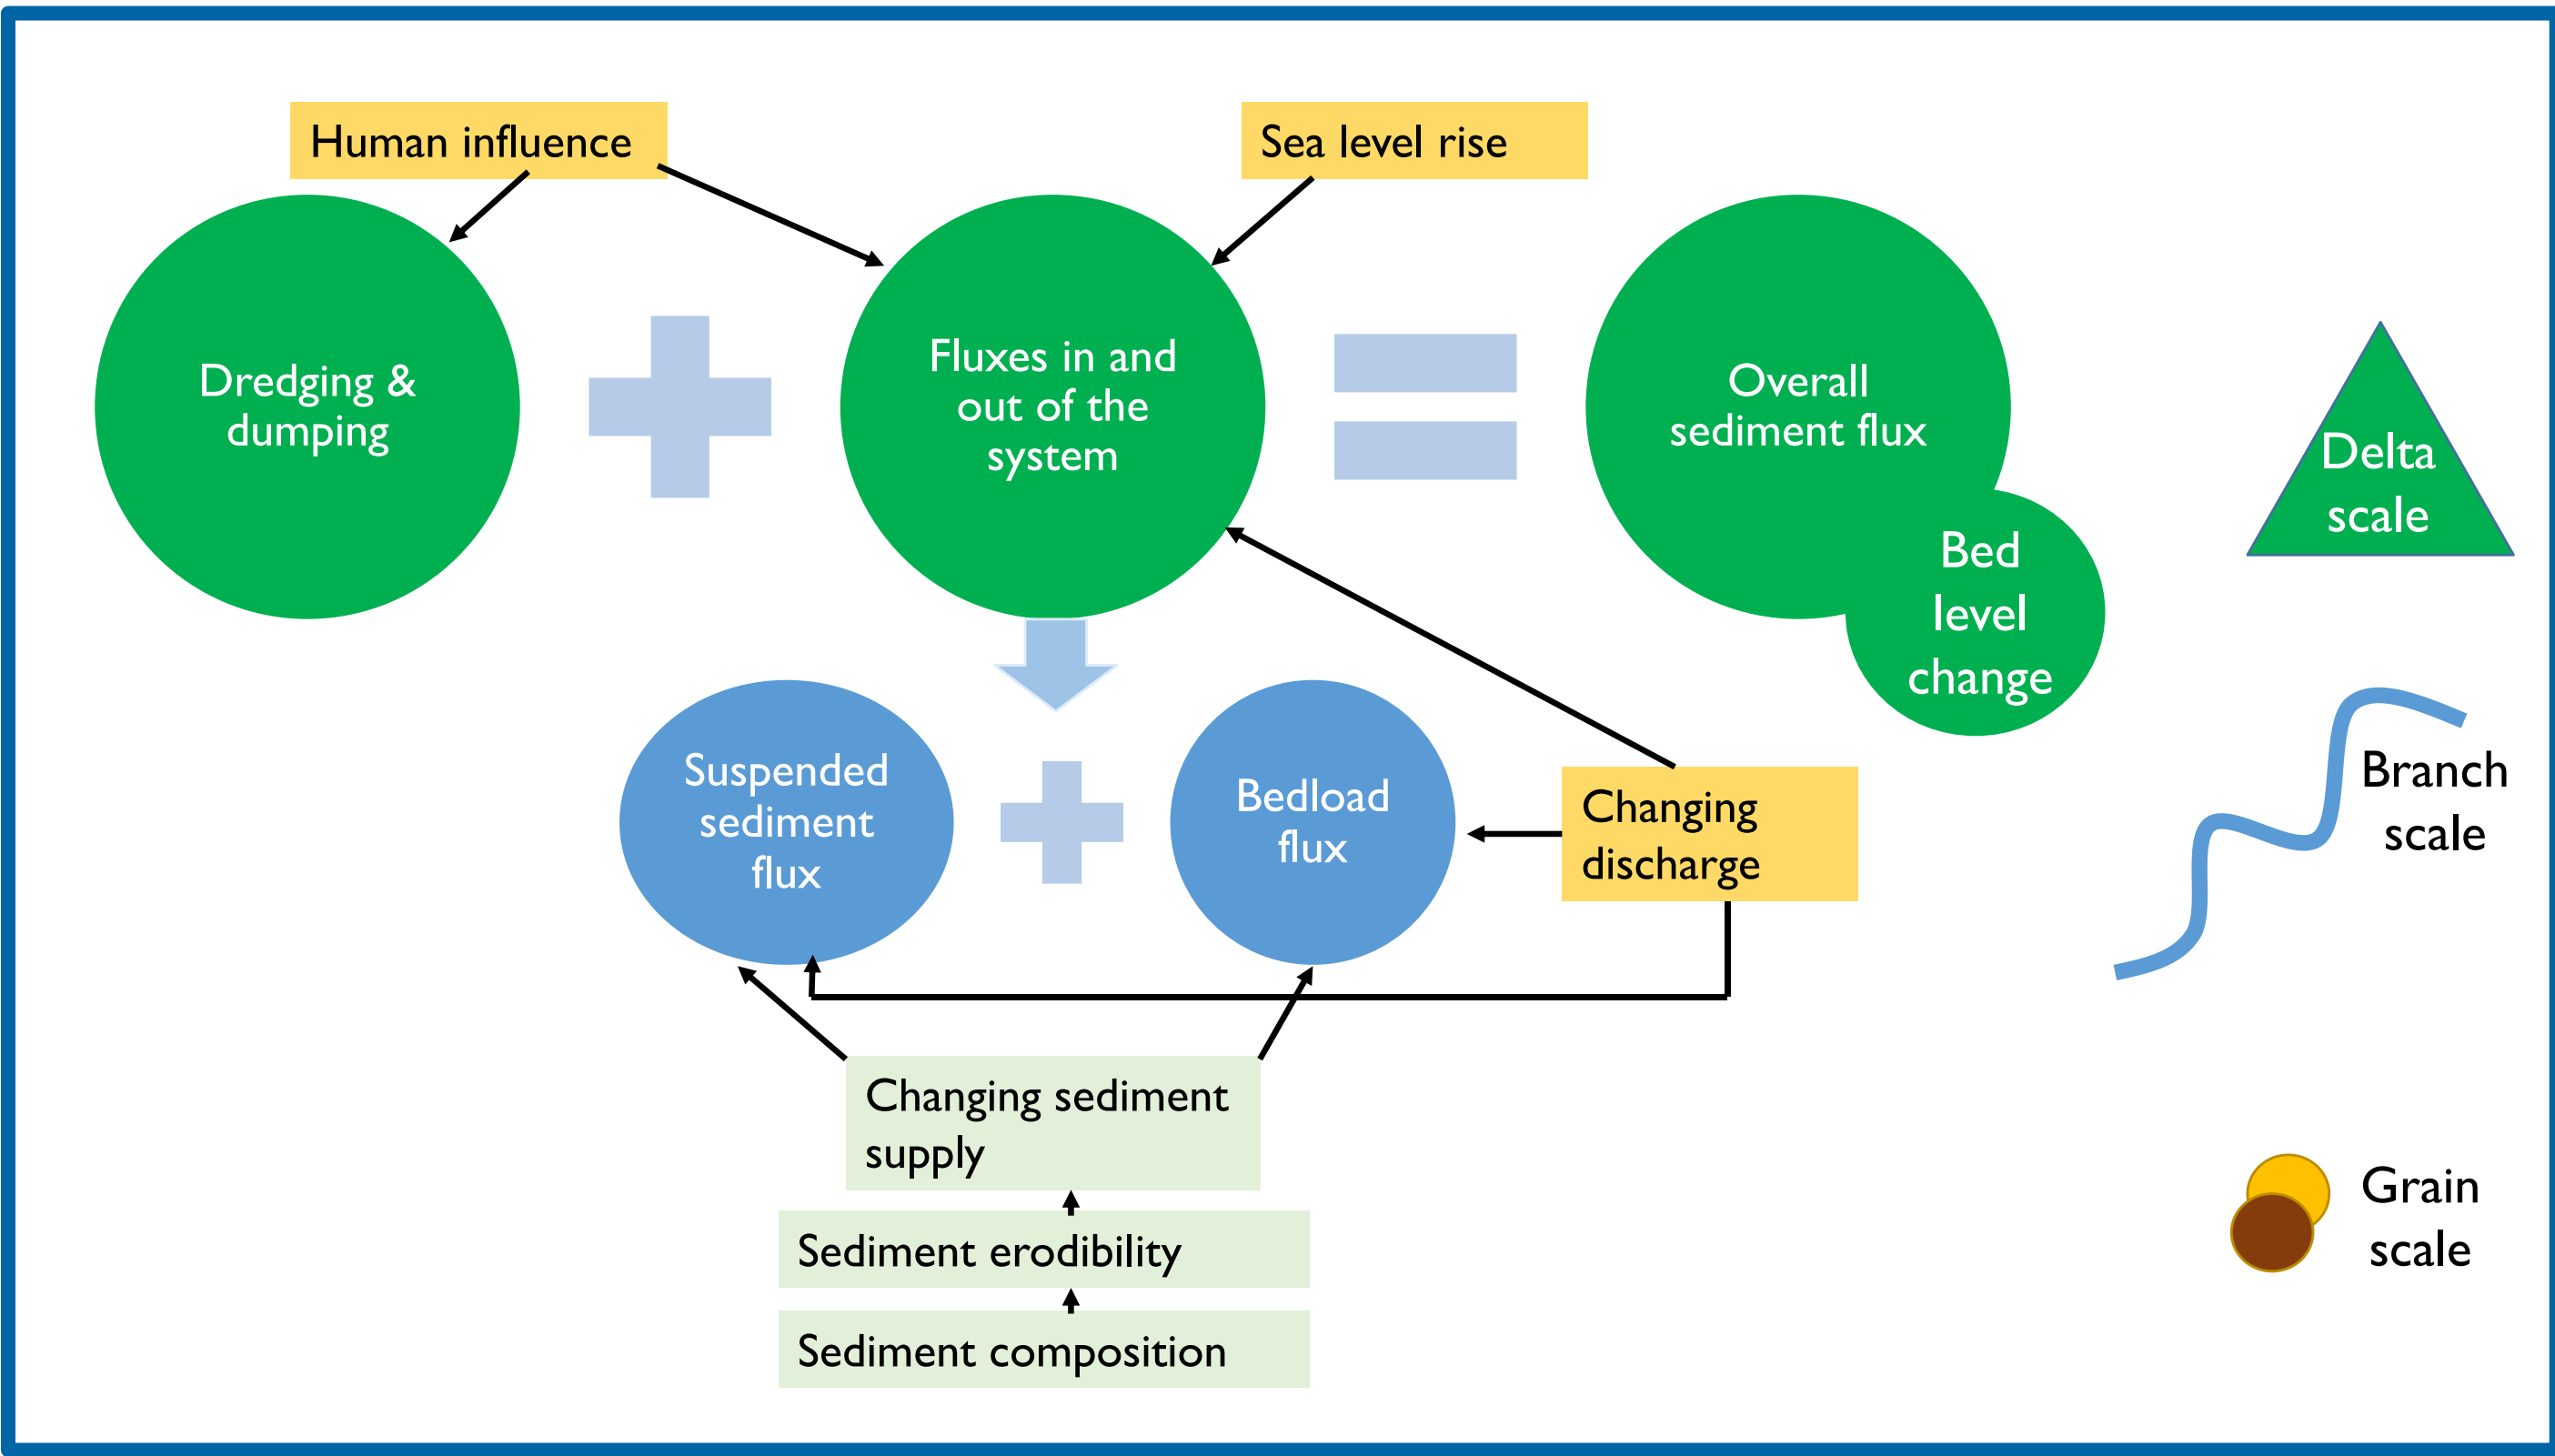 Human influence
Sea level rise
Dredging &
dumping
Fluxes in and
out of the
system
Overall
sediment flux
Bed
level
change
Delta
scale
Suspended
sediment
flux
Bedload
flux
Changing
discharge
Branch
scale
Changing sediment
supply
Sediment erodibility
Sediment composition
Grain
scale